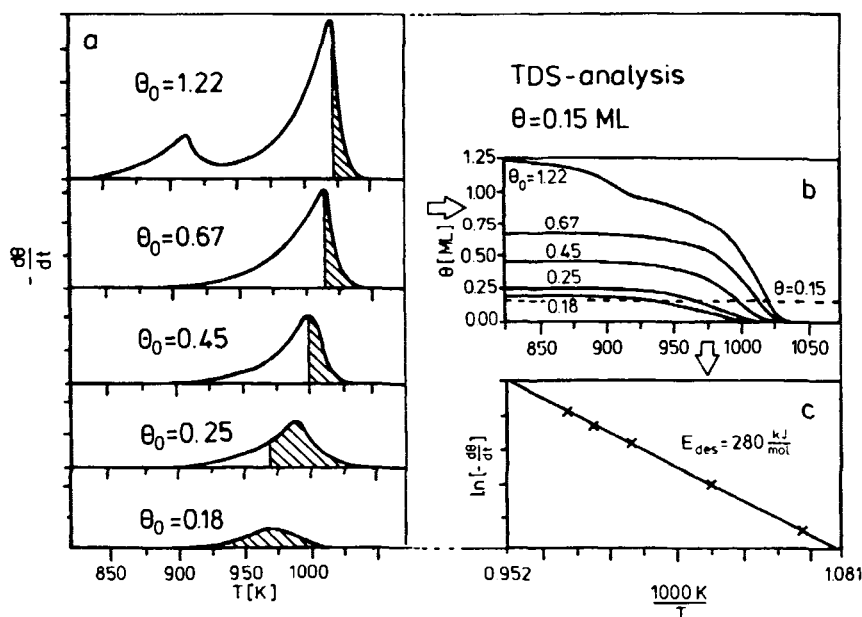 a
θ₀ = 1.22
θ₀ = 0.67
θ₀ = 0.45
θ₀ = 0.25
θ₀ = 0.18
- dθ/dt
850 900 950 1000
T [K]
TDS-analysis
θ=0.15 ML
b
θ [ML]
1.25
1.00
0.75
0.50
0.25
0.00
θ₀=1.22
0.67
0.45
0.25
0.18
θ=0.15
850 900 950 1000 1050
c
ln[-dθ/dt]
E_des = 280 kJ/mol
0.952 1.081
1000 K/T